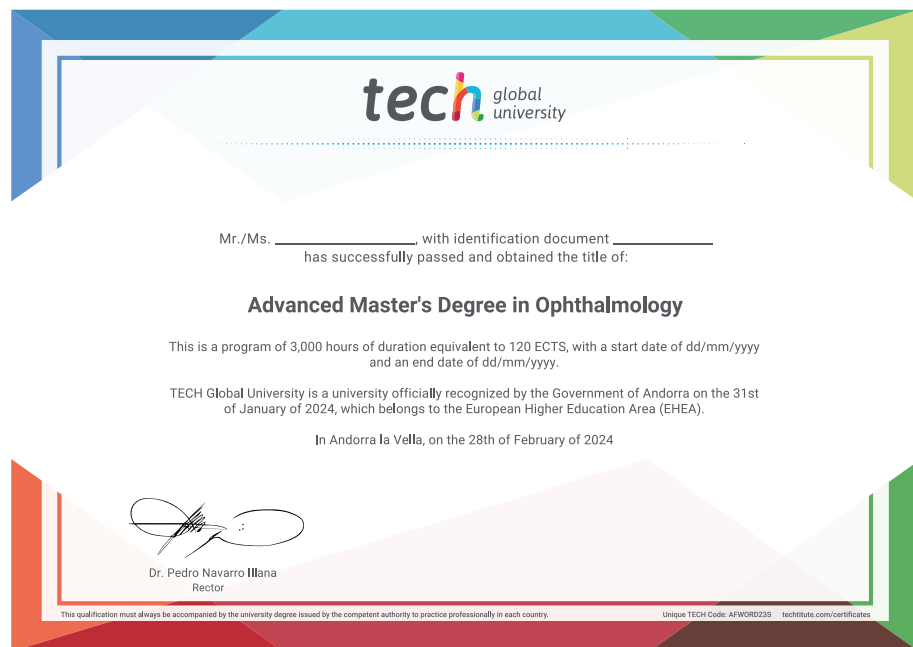 tech global
university
Mr./Ms. ____________, with identification document ____________
has successfully passed and obtained the title of:
Advanced Master's Degree in Ophthalmology
This is a program of 3,000 hours of duration equivalent to 120 ECTS, with a start date of dd/mm/yyyy
and an end date of dd/mm/yyyy.
TECH Global University is a university officially recognized by the Government of Andorra on the 31st
of January of 2024, which belongs to the European Higher Education Area (EHEA).
In Andorra la Vella, on the 28th of February of 2024
Dr. Pedro Navarro Illana
Rector
This qualification must always be accompanied by the university degree issued by the competent authority to practice professionally in each country.
Unique TECH Code: AFWORD23S techtitute.com/certificates